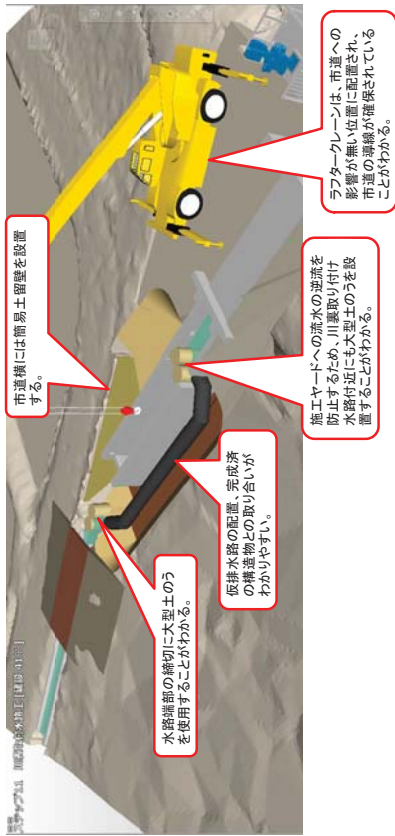 ステップ11
市道横には簡易土留壁を設置
する。
水路端部の締切に大型土のう
を使用することがわかる。
仮排水路の配置、完成済
の構造物との取り合いが
わかりやすい。
施工ヤードへの流水の逆流を
防止するため、川裏取り付け
水路付近にも大型土のうを設
置することがわかる。
ラフタークレーンは、市道への
影響が無い位置に配置され、
市道の導線が確保されている
ことがわかる。